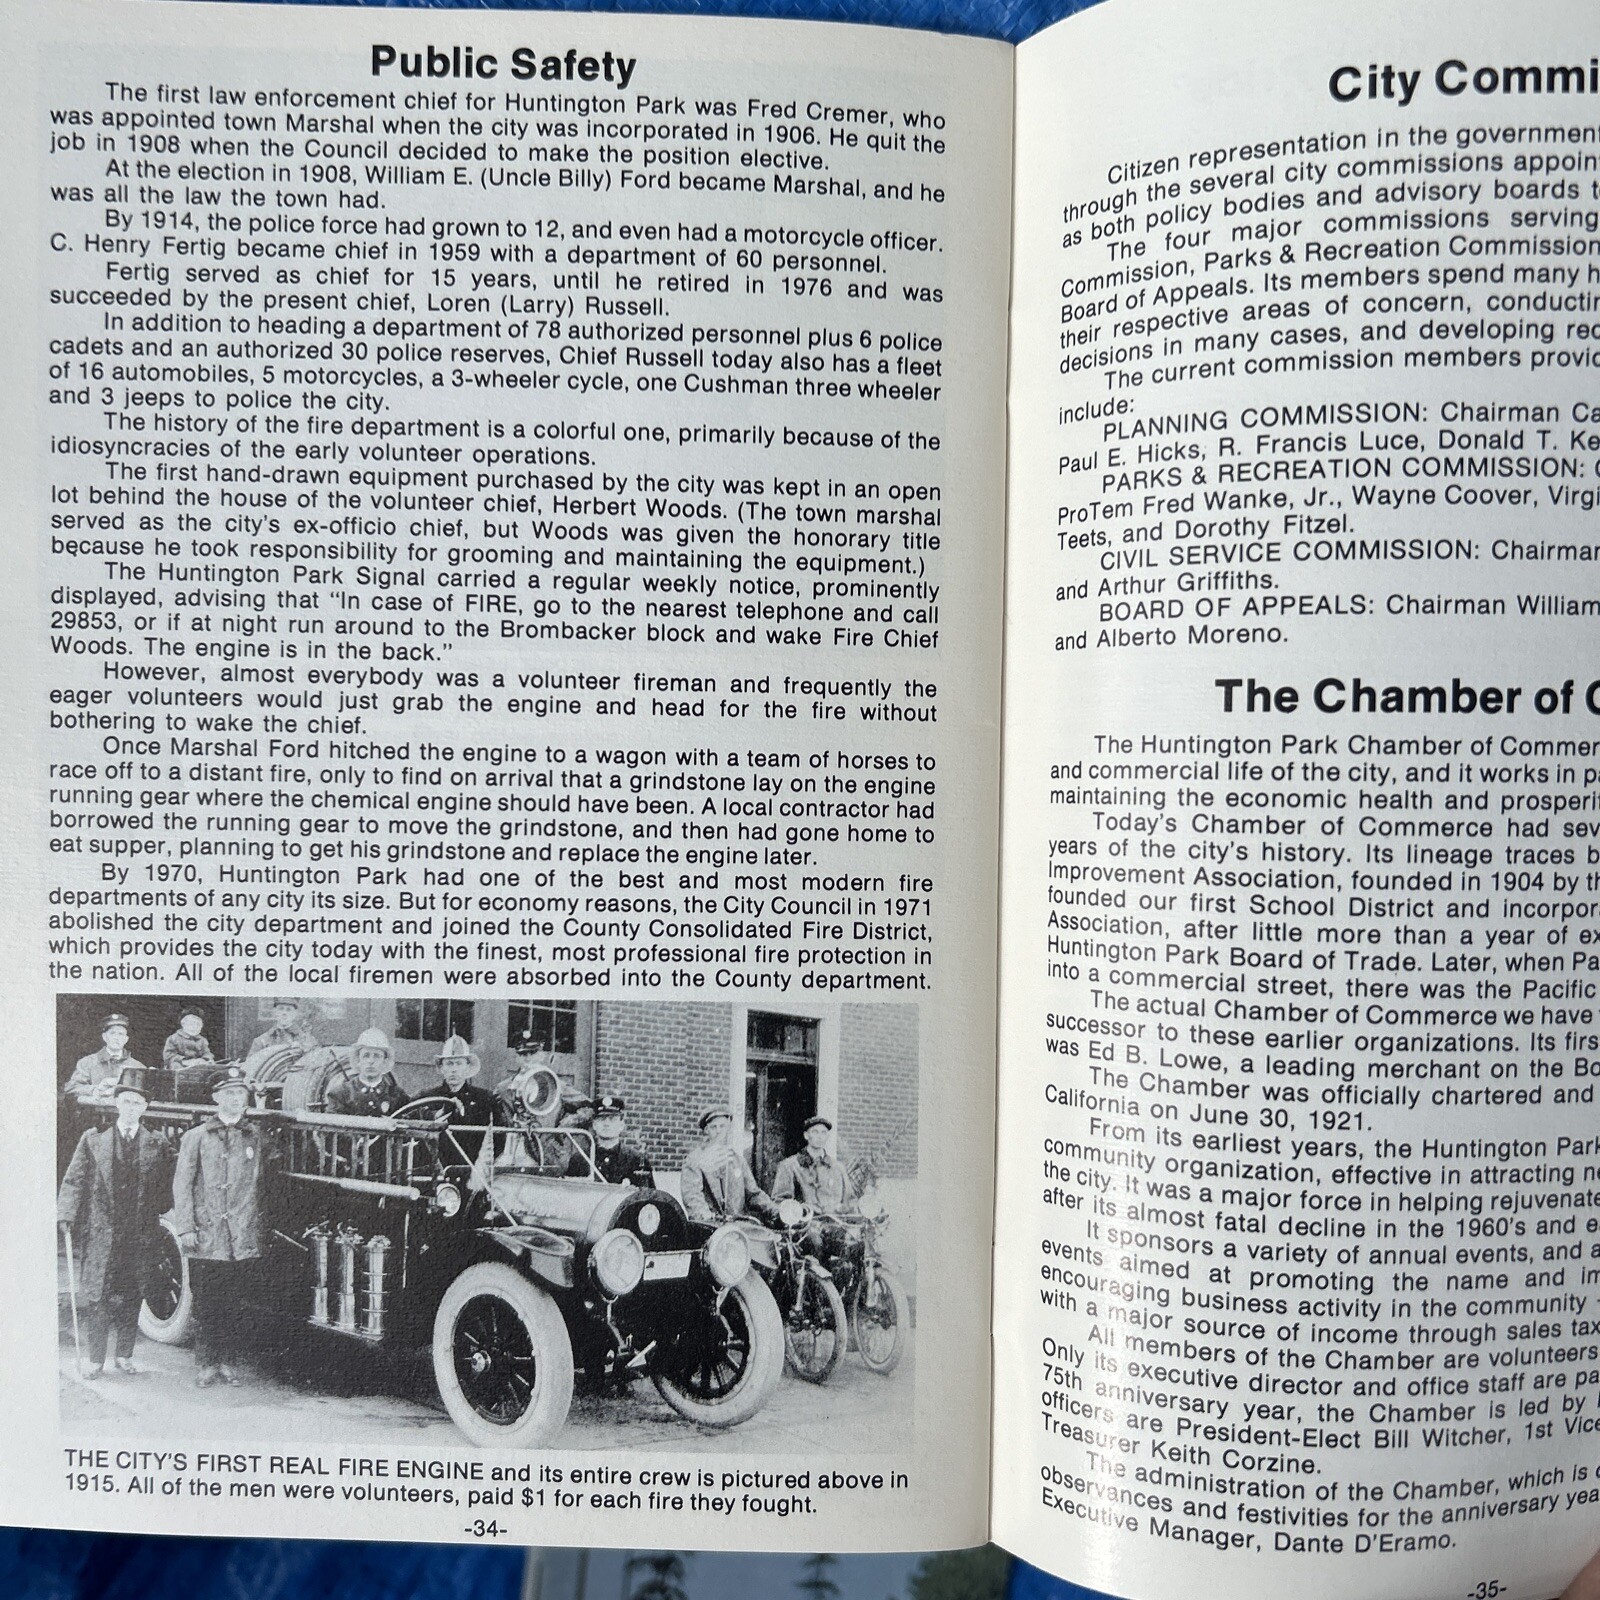 Public Safety
The first law enforcement chief for Huntington Park was Fred Cremer, who
was appointed town Marshal when the city was incorporated in 1906. He quit the
job in 1908 when the Council decided to make the position elective.
At the election in 1908, William E. (Uncle Billy) Ford became Marshal, and he
was all the law the town had.
By 1914, the police force had grown to 12, and even had a motorcycle officer.
C. Henry Fertig became chief in 1959 with a department of 60 personnel.
Fertig served as chief for 15 years, until he retired in 1976 and was
succeeded by the present chief, Loren (Larry) Russell.
In addition to heading a department of 78 authorized personnel plus 6 police
cadets and an authorized 30 police reserves, Chief Russell today also has a fleet
of 16 automobiles, 5 motorcycles, a 3-wheeler cycle, one Cushman three wheeler
and 3 jeeps to police the city.
The history of the fire department is a colorful one, primarily because of the
idiosyncracies of the early volunteer operations.
The first hand-drawn equipment purchased by the city was kept in an open
lot behind the house of the volunteer chief, Herbert Woods. (The town marshal
served as the city's ex-officio chief, but Woods was given the honorary title
because he took responsibility for grooming and maintaining the equipment.)
The Huntington Park Signal carried a regular weekly notice, prominently
displayed, advising that "In case of FIRE, go to the nearest telephone and call
29853, or if at night run around to the Brombacker block and wake Fire Chief
Woods. The engine is in the back."
However, almost everybody was a volunteer fireman and frequently the
eager volunteers would just grab the engine and head for the fire without
bothering to wake the chief.
Once Marshal Ford hitched the engine to a wagon with a team of horses to
race off to a distant fire, only to find on arrival that a grindstone lay on the engine
running gear where the chemical engine should have been. A local contractor had
borrowed the running gear to move the grindstone, and then had gone home to
eat supper, planning to get his grindstone and replace the engine later.
By 1970, Huntington Park had one of the best and most modern fire
departments of any city its size. But for economy reasons, the City Council in 1971
abolished the city department and joined the County Consolidated Fire District,
which provides the city today with the finest, most professional fire protection in
the nation. All of the local firemen were absorbed into the County department.
THE CITY'S FIRST REAL FIRE ENGINE and its entire crew is pictured above in
1915. All of the men were volunteers, paid $1 for each fire they fought.
-34-
City Commi
Citizen representation in the government
through the several city commissions appoin
as both policy bodies and advisory boards t
The four major commissions serving
Commission, Parks & Recreation Commission
Board of Appeals. Its members spend many h
their respective areas of concern, conductin
decisions in many cases, and developing rec
The current commission members provid
include:
PLANNING COMMISSION: Chairman Ca
Paul E. Hicks, R. Francis Luce, Donald T. Ke
PARKS & RECREATION COMMISSION: C
ProTem Fred Wanke, Jr., Wayne Coover, Virgi
Teets, and Dorothy Fitzel.
CIVIL SERVICE COMMISSION: Chairman
and Arthur Griffiths.
BOARD OF APPEALS: Chairman William
and Alberto Moreno.
The Chamber of C
The Huntington Park Chamber of Commer
and commercial life of the city, and it works in pa
maintaining the economic health and prosperit
Today's Chamber of Commerce had sev
years of the city's history. Its lineage traces b
Improvement Association, founded in 1904 by th
founded our first School District and incorpor
Association, after little more than a year of ex
Huntington Park Board of Trade. Later, when Pa
into a commercial street, there was the Pacific
The actual Chamber of Commerce we have
successor to these earlier organizations. Its firs
was Ed B. Lowe, a leading merchant on the Bo
The Chamber was officially chartered and
California on June 30, 1921.
From its earliest years, the Huntington Park
community organization, effective in attracting ne
the city. It was a major force in helping rejuvenate
after its almost fatal decline in the 1960's and e
It sponsors a variety of annual events, and a
events aimed at promoting the name and im
encouraging business activity in the community
with a major source of income through sales tax
All members of the Chamber are volunteers
Only its executive director and office staff are pa
75th anniversary year, the Chamber is led by
officers are President-Elect Bill Witcher, 1st Vice
Treasurer Keith Corzine.
The administration of the Chamber, which is
observances and festivities for the anniversary yea
Executive Manager, Dante D'Eramo.
-35-